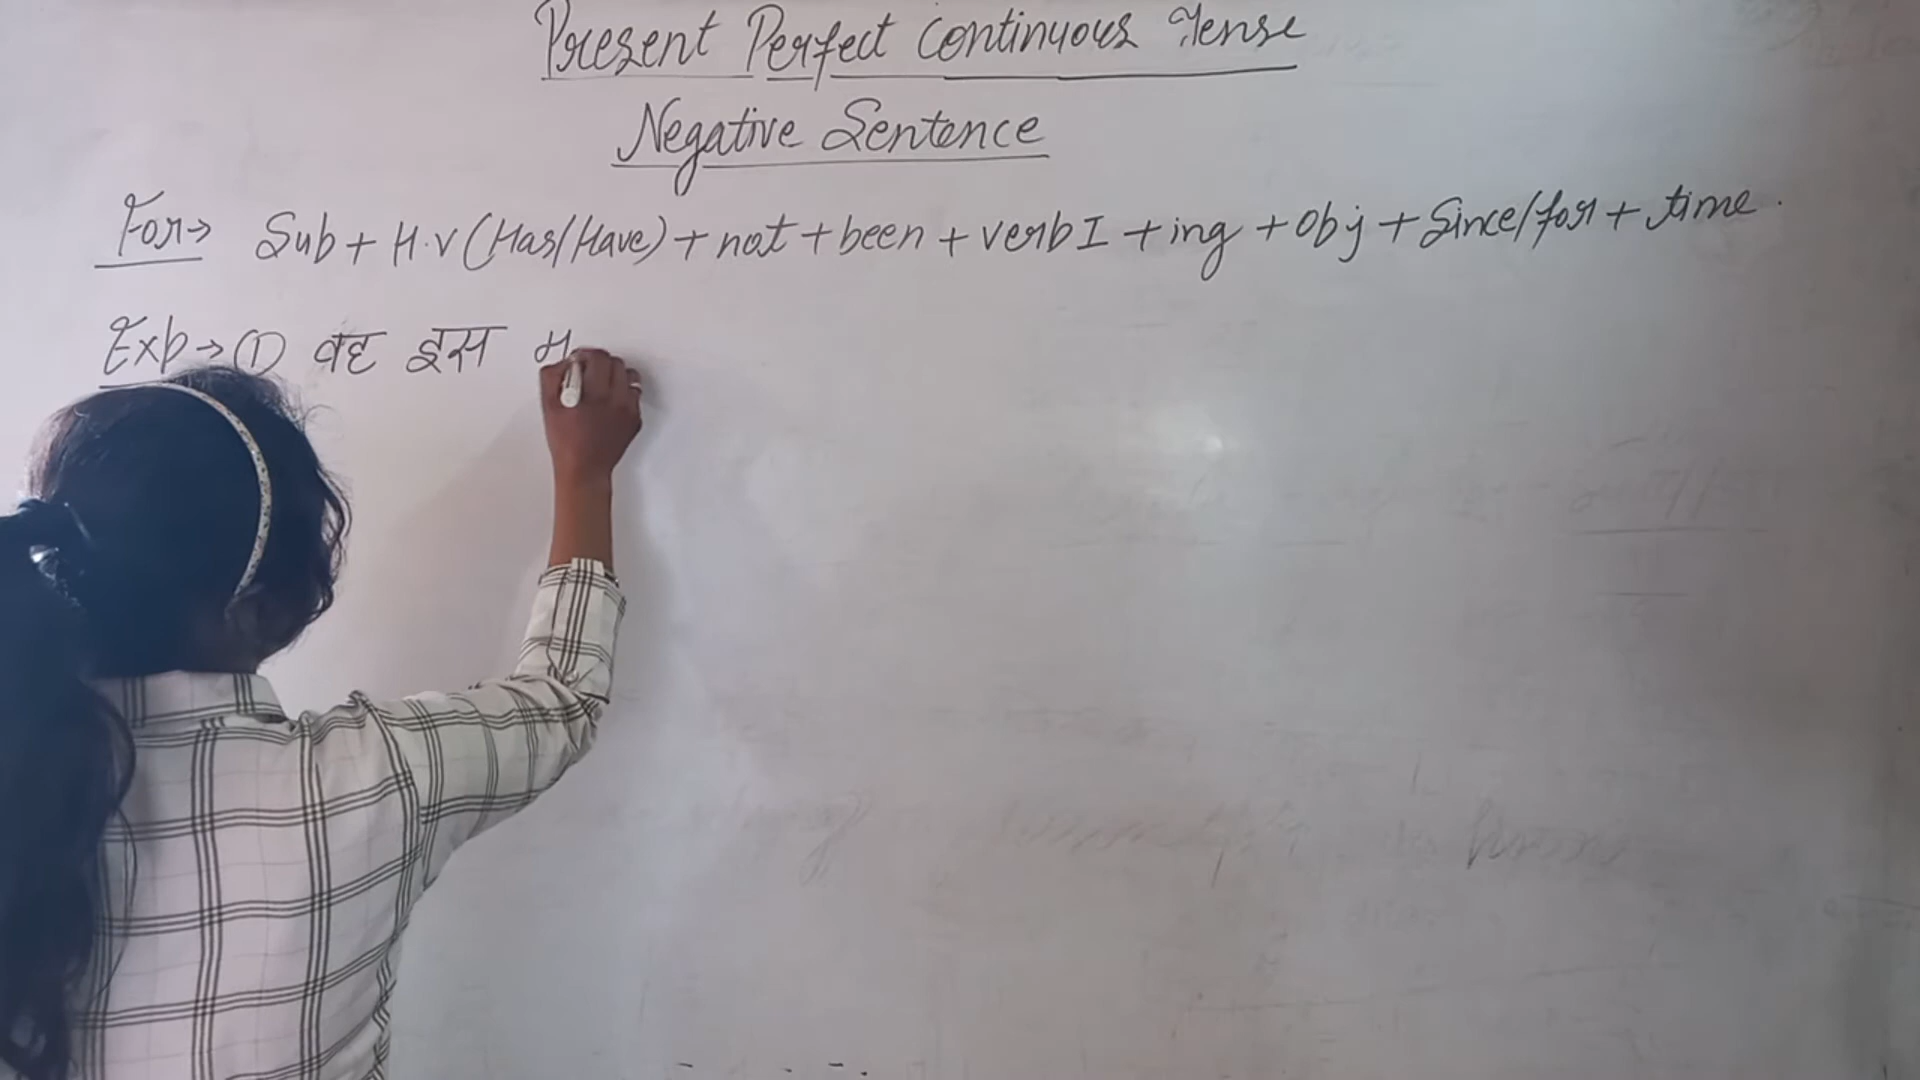 Present Perfect Continuous Tense
Negative Sentence
For→ Sub + H.V (Has/Have) + not + been + verb I + ing + obj + Since/for + time.
Exp→ ① वह इस